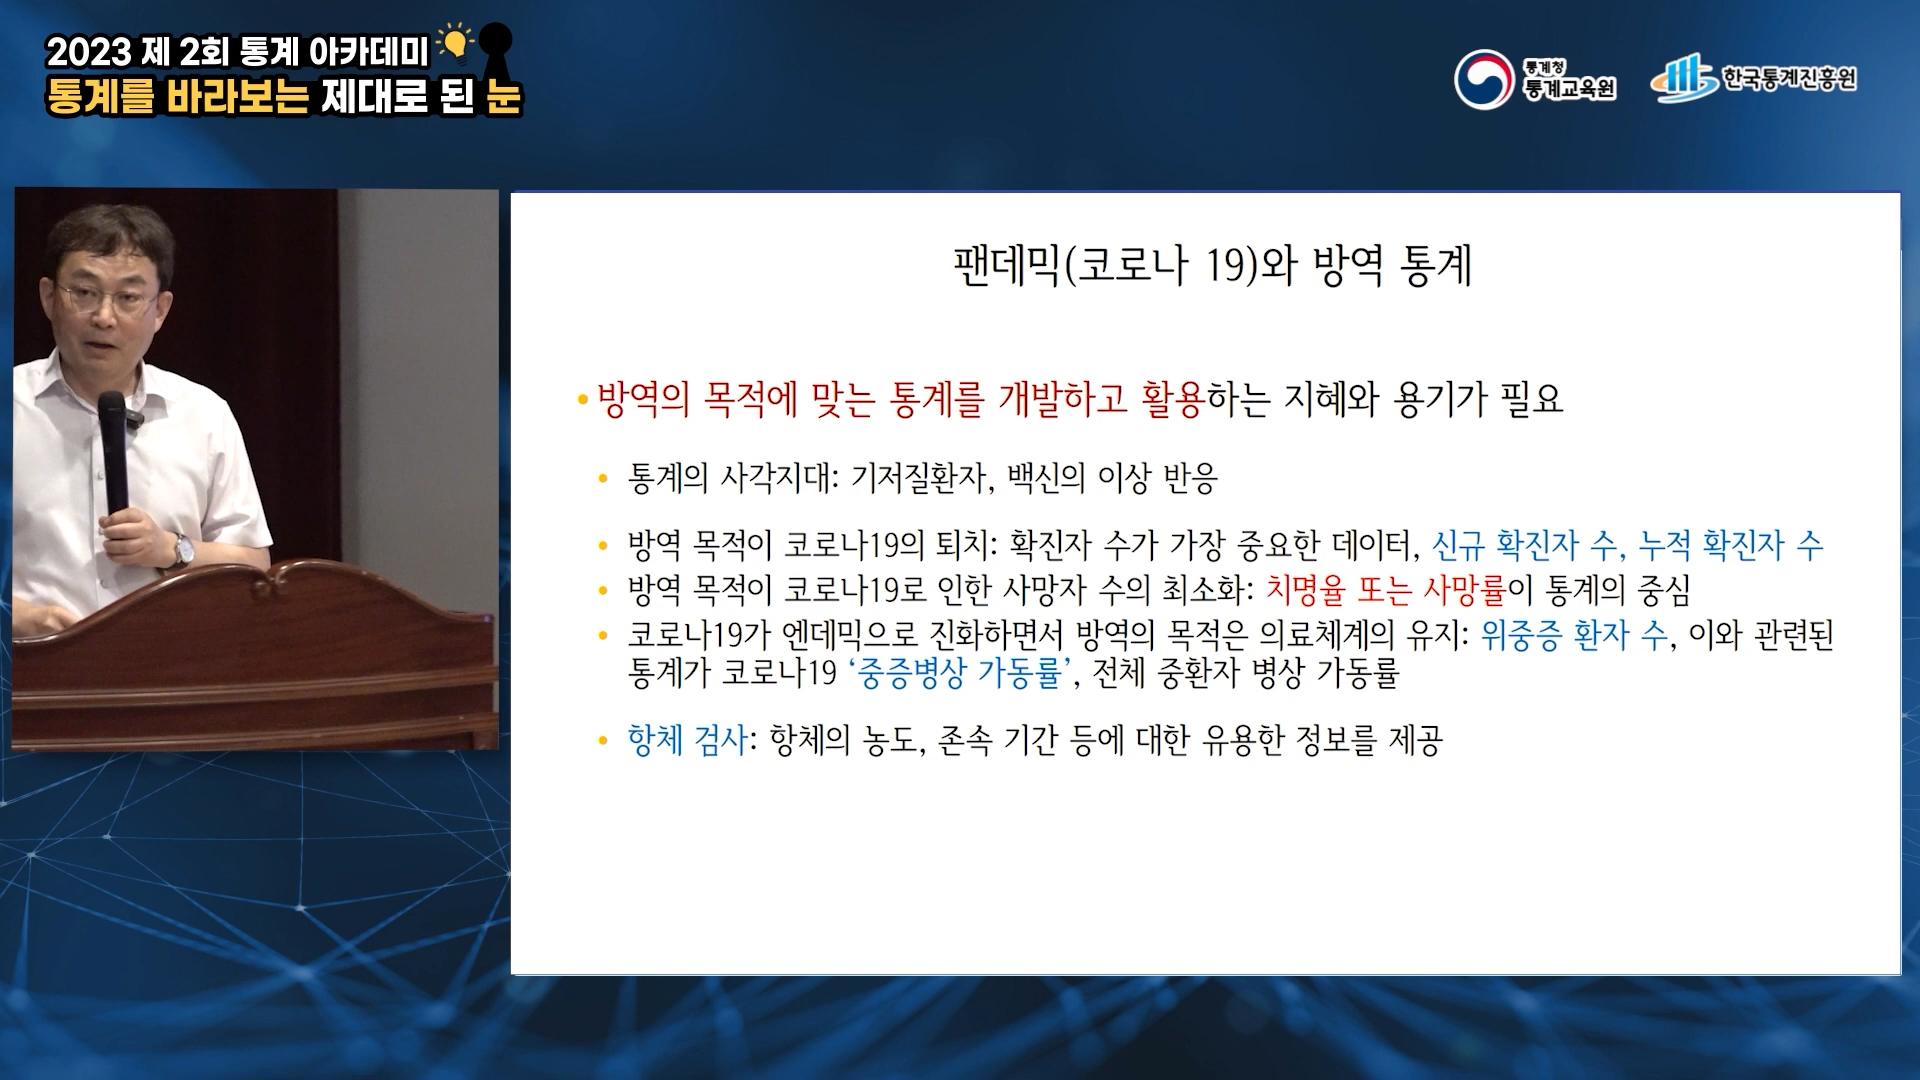 2023 제 2회 통계 아카데미
통계를 바라보는 제대로 된 눈
통계청
통계교육원
한국통계진흥원
팬데믹(코로나 19)와 방역 통계
• 방역의 목적에 맞는 통계를 개발하고 활용하는 지혜와 용기가 필요
• 통계의 사각지대: 기저질환자, 백신의 이상 반응
• 방역 목적이 코로나19의 퇴치: 확진자 수가 가장 중요한 데이터, 신규 확진자 수, 누적 확진자 수
• 방역 목적이 코로나19로 인한 사망자 수의 최소화: 치명율 또는 사망률이 통계의 중심
• 코로나19가 엔데믹으로 진화하면서 방역의 목적은 의료체계의 유지: 위중증 환자 수, 이와 관련된
통계가 코로나19 ‘중증병상 가동률’, 전체 중환자 병상 가동률
• 항체 검사: 항체의 농도, 존속 기간 등에 대한 유용한 정보를 제공